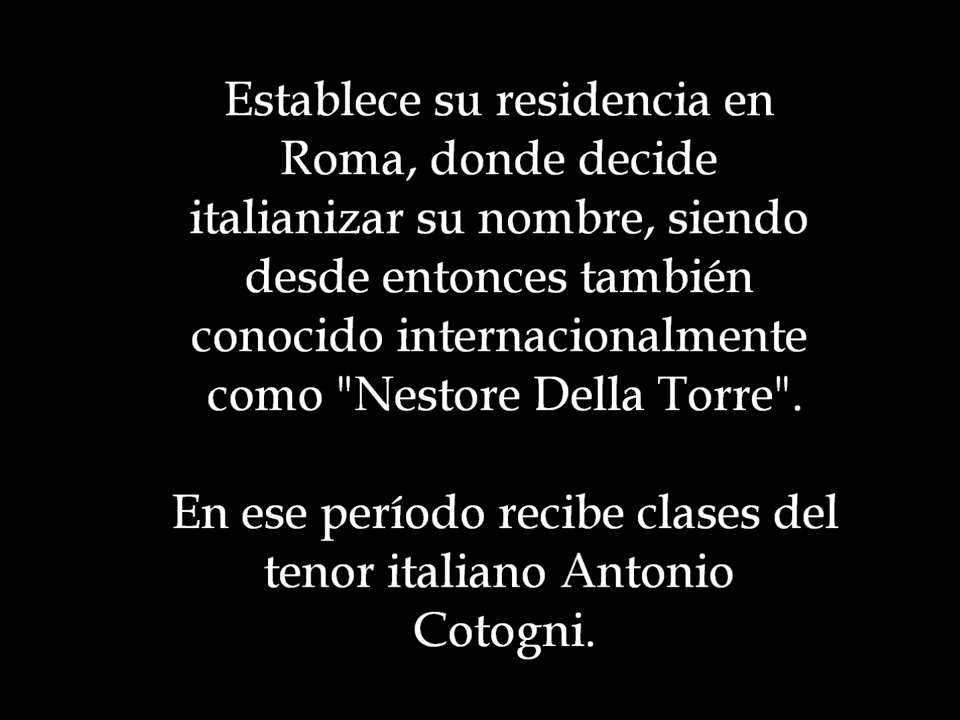 Establece su residencia en
Roma, donde decide
italianizar su nombre, siendo
desde entonces también
conocido internacionalmente
como "Nestore Della Torre".
En ese período recibe clases del
tenor italiano Antonio
Cotogni.